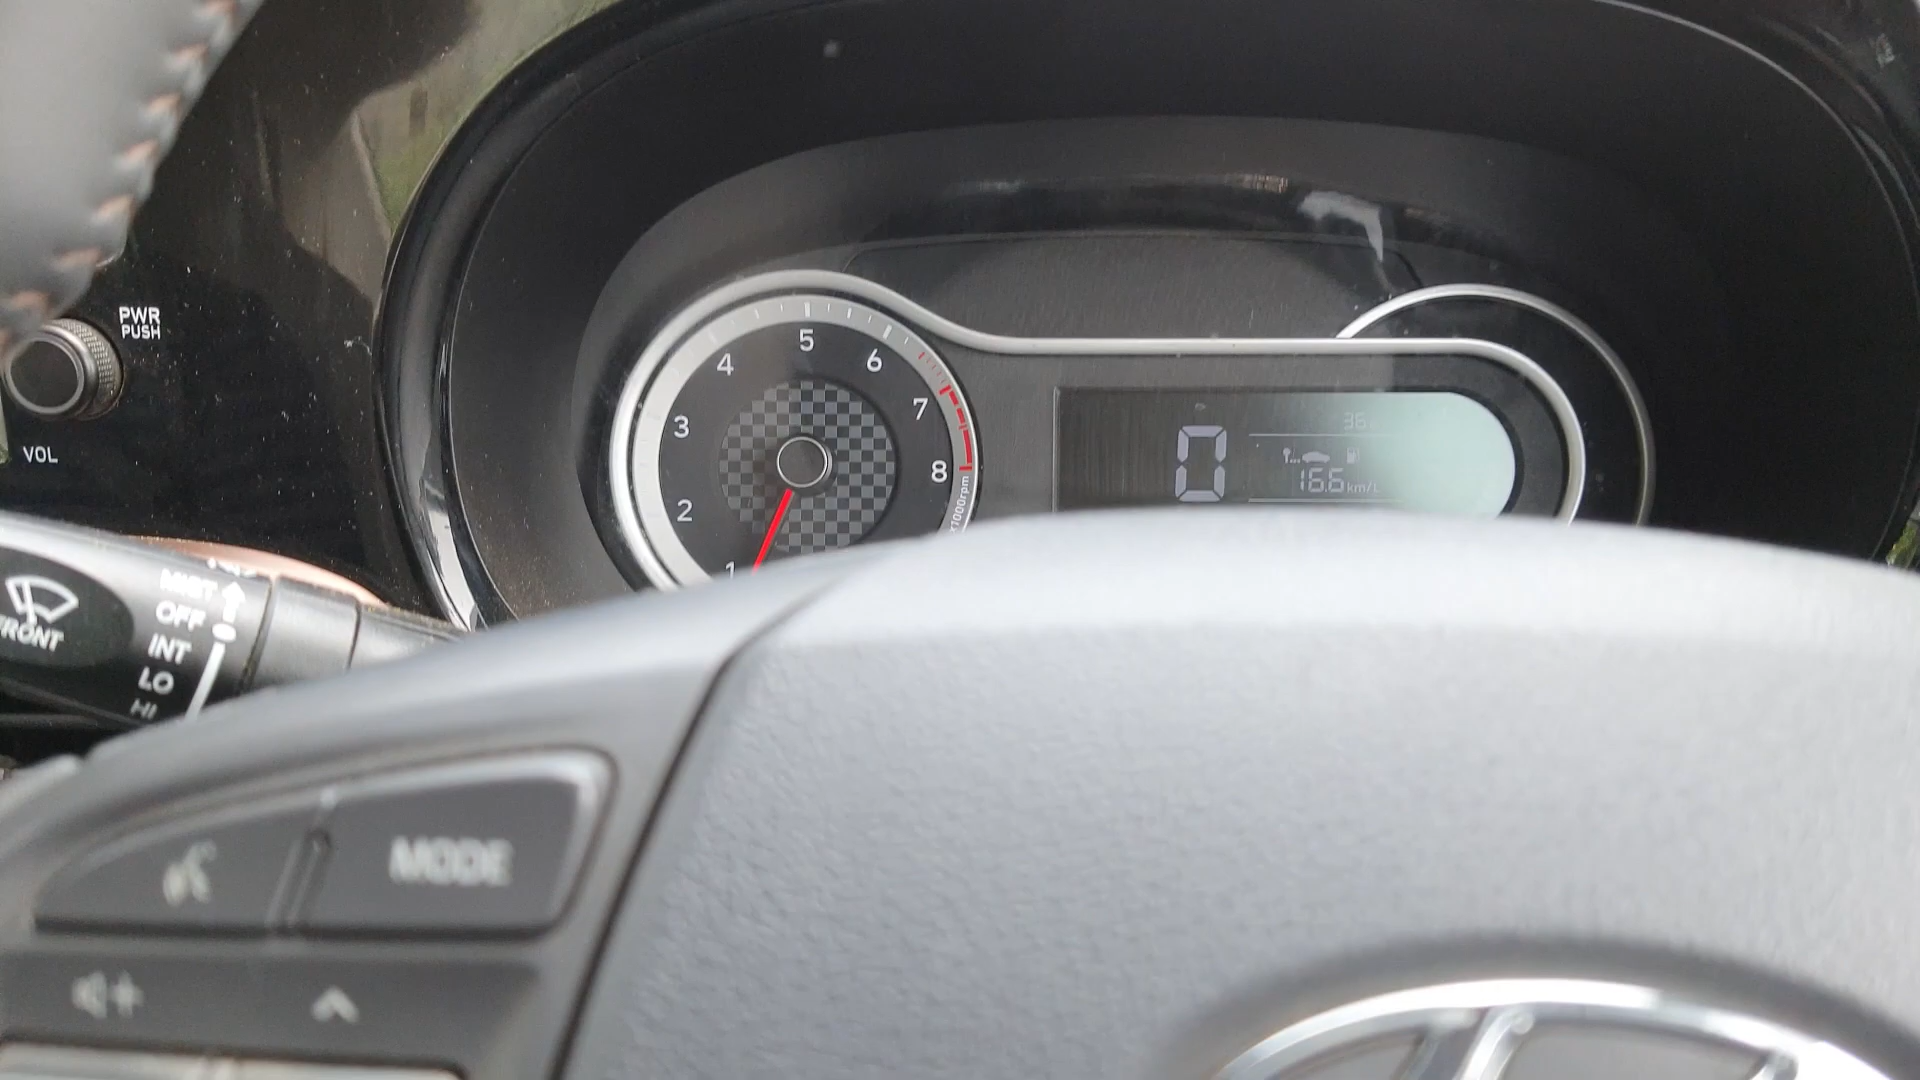 PWR
PUSH
VOL
1
2
3
4
5
6
7
8
x1000rpm
0
36
16.6 km/L
FRONT
MIST
OFF
INT
LO
HI
MODE